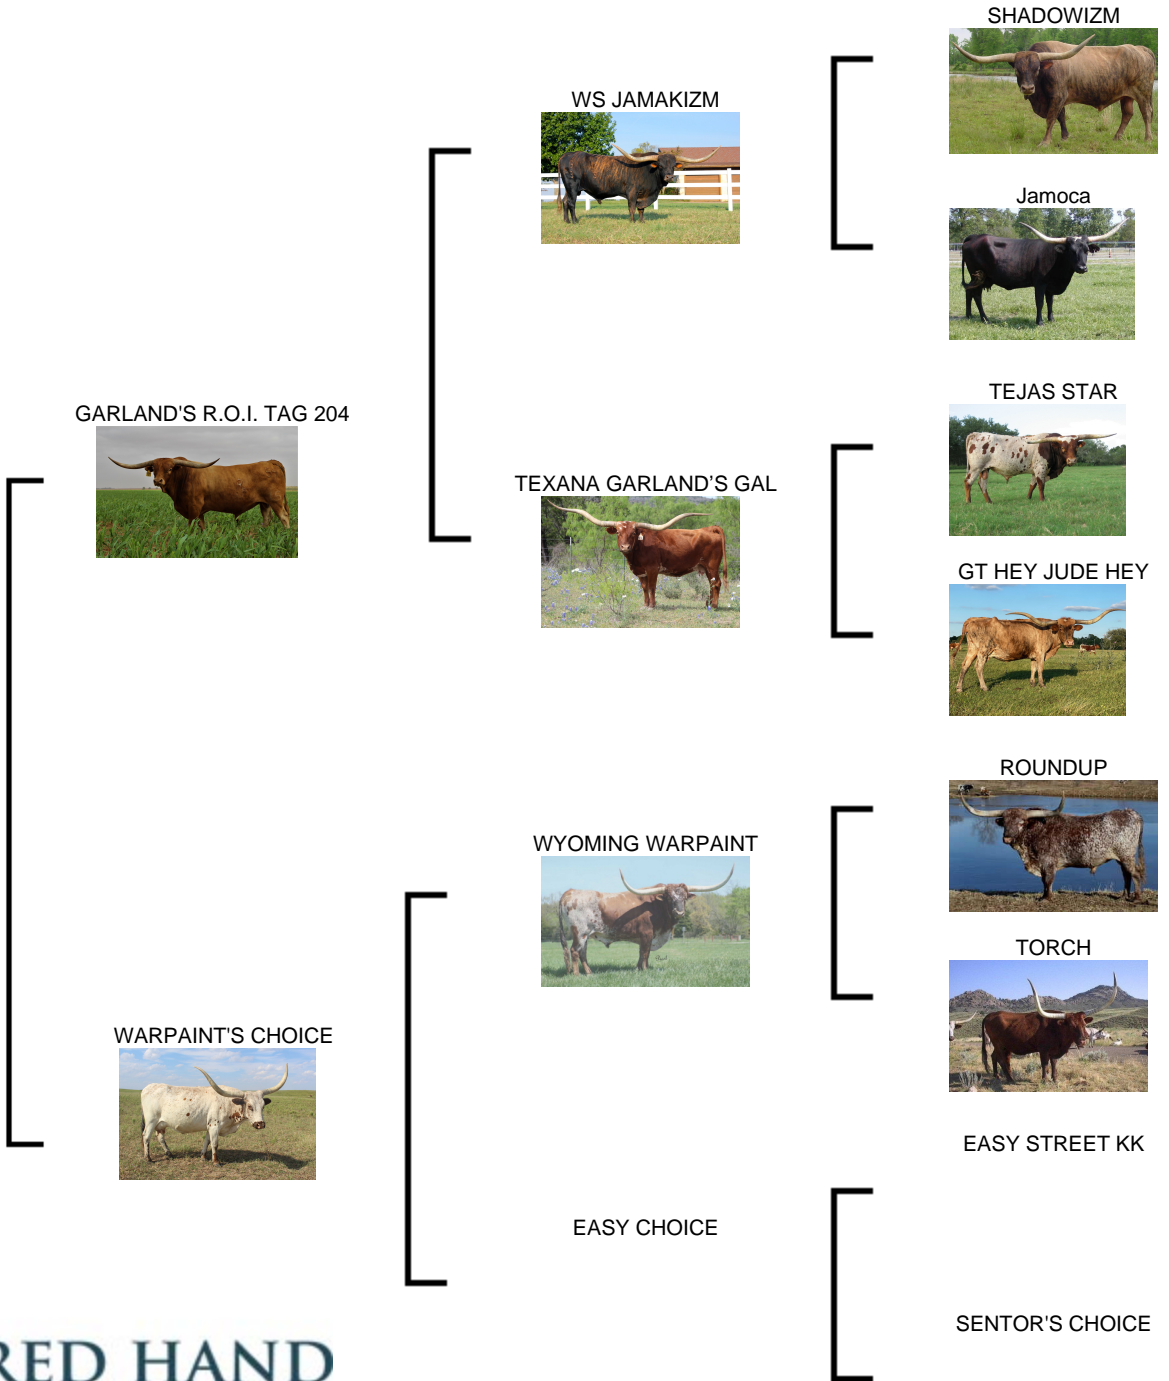 SHADOWIZM
WS JAMAKIZM
Jamoca
TEJAS STAR
GARLAND'S R.O.I. TAG 204
TEXANA GARLAND’S GAL
GT HEY JUDE HEY
ROUNDUP
WYOMING WARPAINT
TORCH
WARPAINT'S CHOICE
EASY STREET KK
EASY CHOICE
SENTOR'S CHOICE
RED HAND